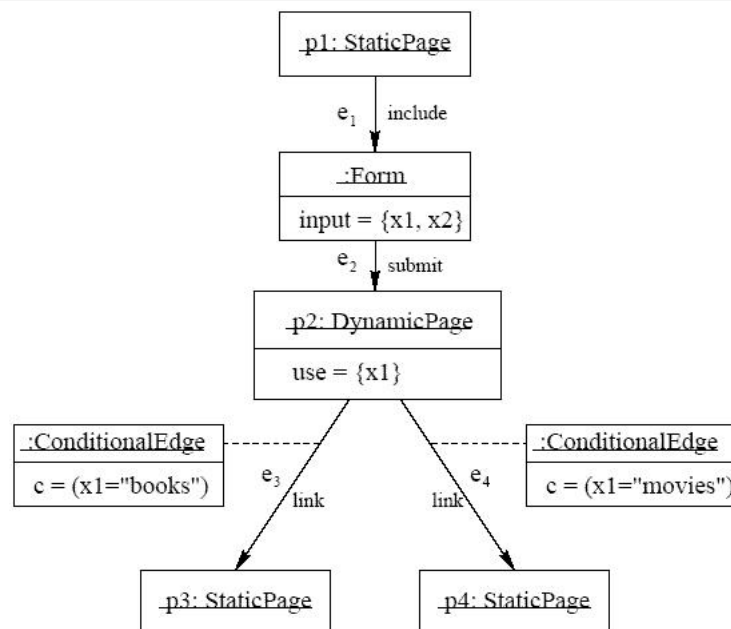 p1: StaticPage
e1 include
:Form
input = {x1, x2}
e2 submit
p2: DynamicPage
use = {x1}
:ConditionalEdge
c = (x1="books")
:ConditionalEdge
c = (x1="movies")
e3
link
e4
link
p3: StaticPage
p4: StaticPage